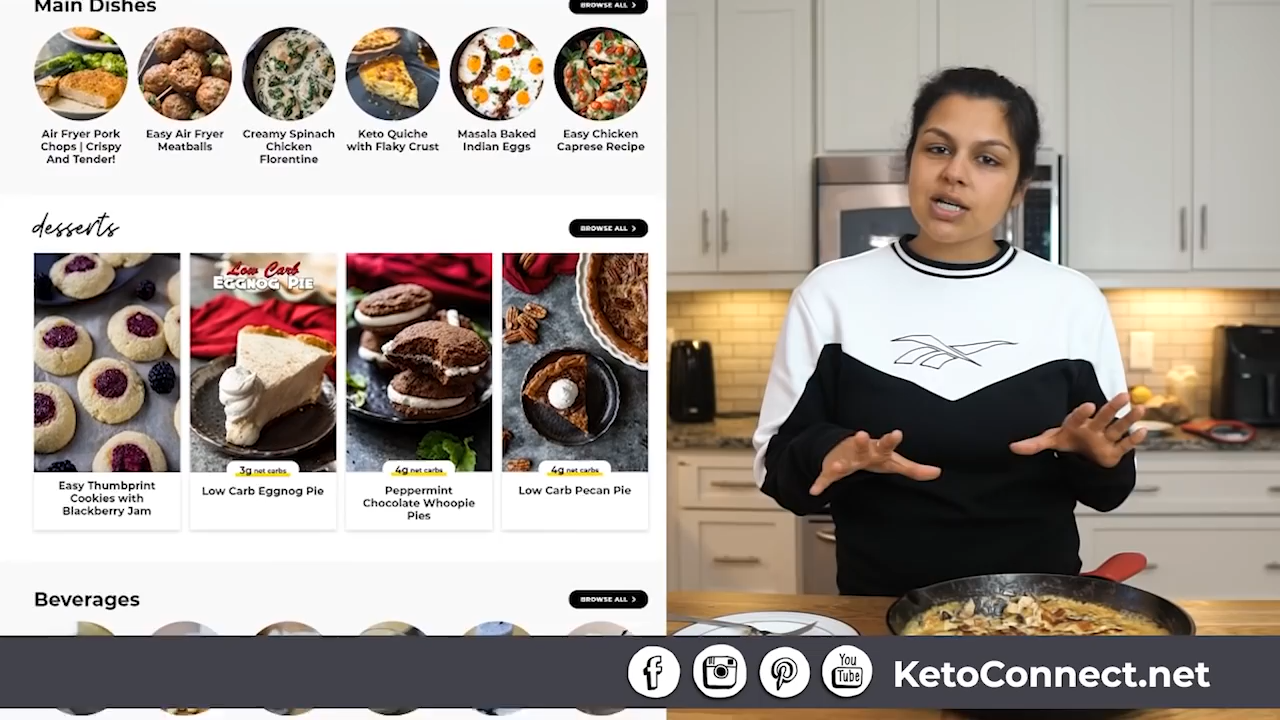 Main Dishes
BROWSE ALL >
Air Fryer Pork
Chops | Crispy
And Tender!
Easy Air Fryer
Meatballs
Creamy Spinach
Chicken
Florentine
Keto Quiche
with Flaky Crust
Masala Baked
Indian Eggs
Easy Chicken
Caprese Recipe
desserts
BROWSE ALL >
Low Carb
EGGNOG PIE
3g net carbs
4g net carbs
4g net carbs
Easy Thumbprint
Cookies with
Blackberry Jam
Low Carb Eggnog Pie
Peppermint
Chocolate Whoopie
Pies
Low Carb Pecan Pie
Beverages
BROWSE ALL >
You
Tube
KetoConnect.net